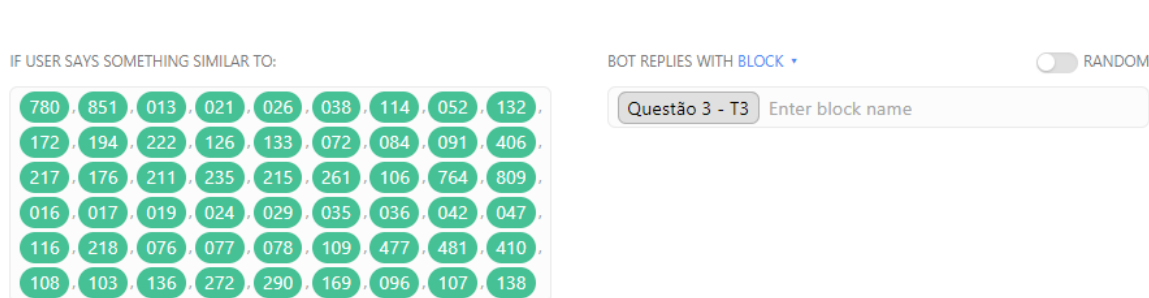 IF USER SAYS SOMETHING SIMILAR TO:
780 , 851 , 013 , 021 , 026 , 038 , 114 , 052 , 132 ,
172 , 194 , 222 , 126 , 133 , 072 , 084 , 091 , 406 ,
217 , 176 , 211 , 235 , 215 , 261 , 106 , 764 , 809 ,
016 , 017 , 019 , 024 , 029 , 035 , 036 , 042 , 047 ,
116 , 218 , 076 , 077 , 078 , 109 , 477 , 481 , 410 ,
108 , 103 , 136 , 272 , 290 , 169 , 096 , 107 , 138
BOT REPLIES WITH BLOCK
RANDOM
Questão 3 - T3 Enter block name